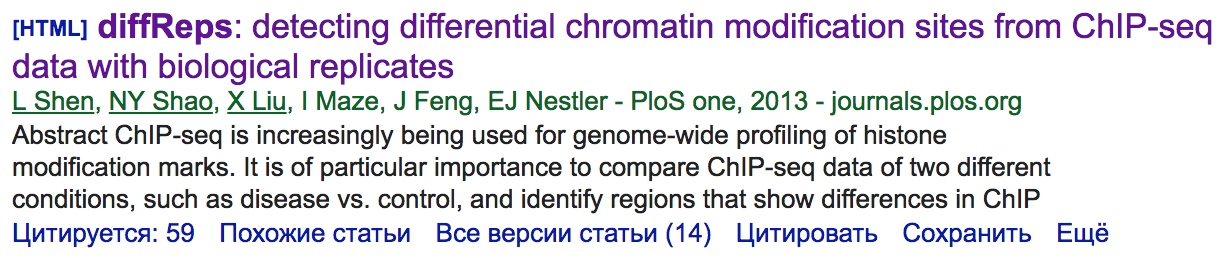 [HTML] diffReps: detecting differential chromatin modification sites from ChIP-seq
data with biological replicates
L Shen, NY Shao, X Liu, I Maze, J Feng, EJ Nestler - PloS one, 2013 - journals.plos.org
Abstract ChIP-seq is increasingly being used for genome-wide profiling of histone
modification marks. It is of particular importance to compare ChIP-seq data of two different
conditions, such as disease vs. control, and identify regions that show differences in ChIP
Цитируется: 59 Похожие статьи Все версии статьи (14) Цитировать Сохранить Ещё